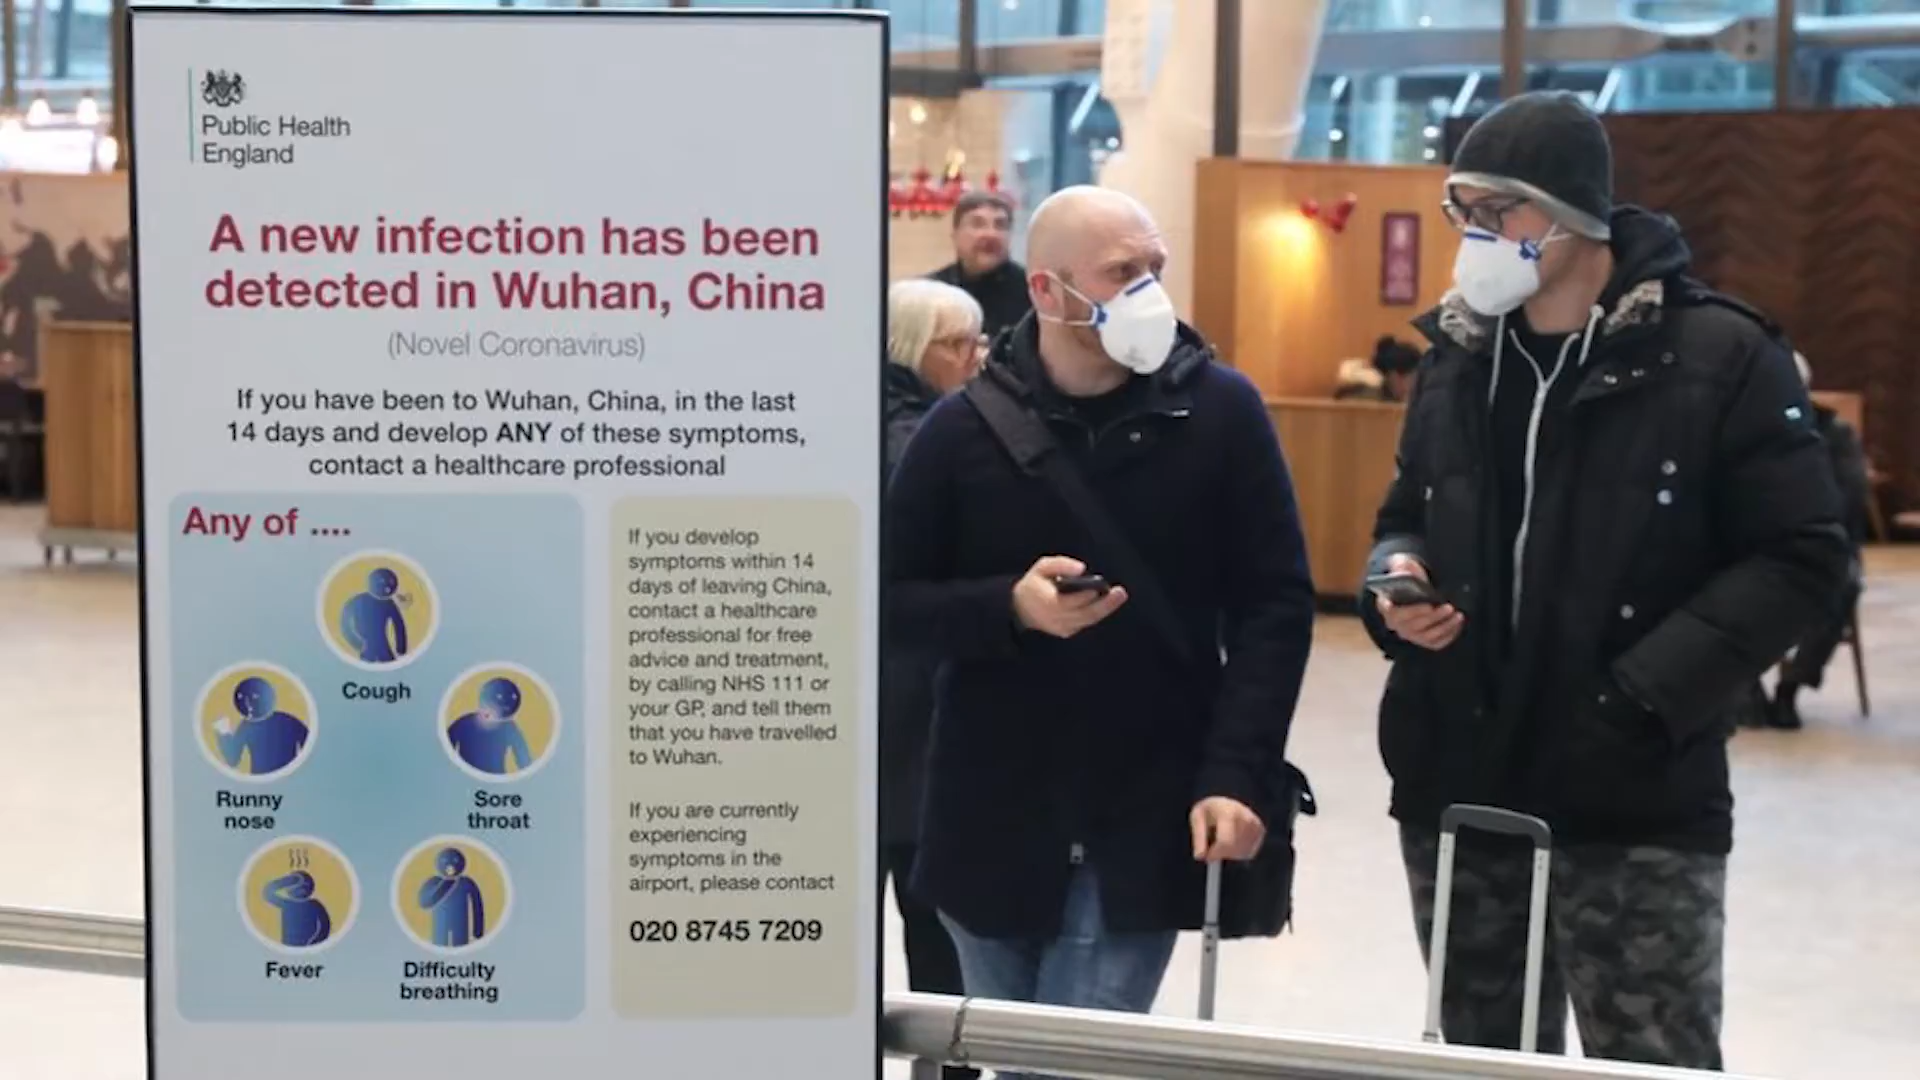 Public Health
England
A new infection has been
detected in Wuhan, China
(Novel Coronavirus)
If you have been to Wuhan, China, in the last
14 days and develop ANY of these symptoms,
contact a healthcare professional
Any of ....
Cough
Runny
nose
Sore
throat
Fever
Difficulty
breathing
If you develop
symptoms within 14
days of leaving China,
contact a healthcare
professional for free
advice and treatment,
by calling NHS 111 or
your GP, and tell them
that you have travelled
to Wuhan.
If you are currently
experiencing
symptoms in the
airport, please contact
020 8745 7209